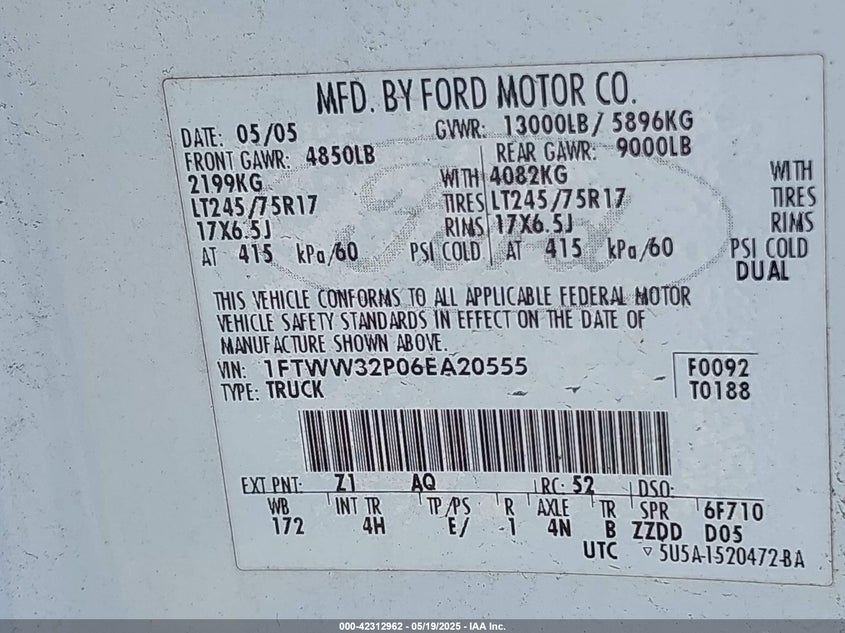 MFD. BY FORD MOTOR CO.
DATE: 05/05 GVWR: 13000LB / 5896KG
FRONT GAWR: 4850LB REAR GAWR: 9000LB
2199KG WITH 4082KG WITH
LT245/75R17 TIRES LT245/75R17 TIRES
17X6.5J RIMS 17X6.5J RIMS
AT 415 kPa/60 PSI COLD AT 415 kPa/60 PSI COLD
DUAL
THIS VEHICLE CONFORMS TO ALL APPLICABLE FEDERAL MOTOR
VEHICLE SAFETY STANDARDS IN EFFECT ON THE DATE OF
MANUFACTURE SHOWN ABOVE.
VIN: 1FTWW32P06EA20555 F0092
TYPE: TRUCK T0188
EXT PNT: Z1 AQ RC: 52 DSO:
WB INT TR TP/PS R AXLE TR SPR 6F710
172 4H E/ 1 4N B ZZDD D05
UTC ▽ 5U5A-1520472-BA
Ford
000-42312962 - 05/19/2025 - IAA Inc.